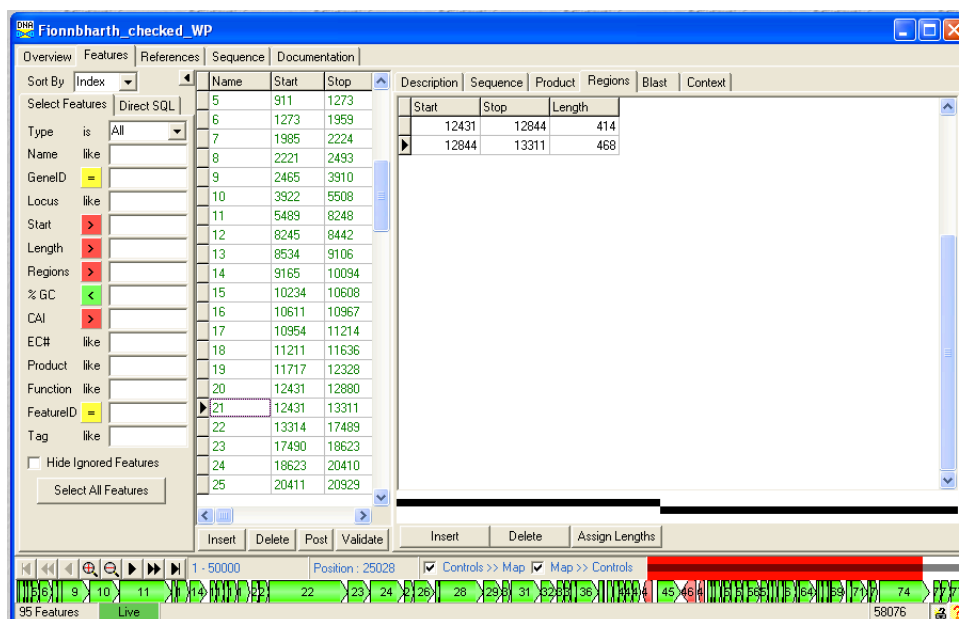 DNA Fionnbharth_checked_WP
Overview Features References Sequence Documentation
Sort By Index
Select Features Direct SQL
Type is All
Name like
GeneID =
Locus like
Start >
Length >
Regions >
% GC <
CAI >
EC# like
Product like
Function like
FeatureID =
Tag like
Hide Ignored Features
Select All Features
Name Start Stop
5 911 1273
6 1273 1959
7 1985 2224
8 2221 2493
9 2465 3910
10 3922 5508
11 5489 8248
12 8245 8442
13 8534 9106
14 9165 10094
15 10234 10608
16 10611 10967
17 10954 11214
18 11211 11636
19 11717 12328
20 12431 12880
21 12431 13311
22 13314 17489
23 17490 18623
24 18623 20410
25 20411 20929
Insert Delete Post Validate
Description Sequence Product Regions Blast Context
Start Stop Length
12431 12844 414
12844 13311 468
Insert Delete Assign Lengths
1 - 50000 Position : 25028 Controls >> Map Map >> Controls
9 10 11 22 23 24 26 28 31 36 45 64 74
95 Features Live 58076 ?